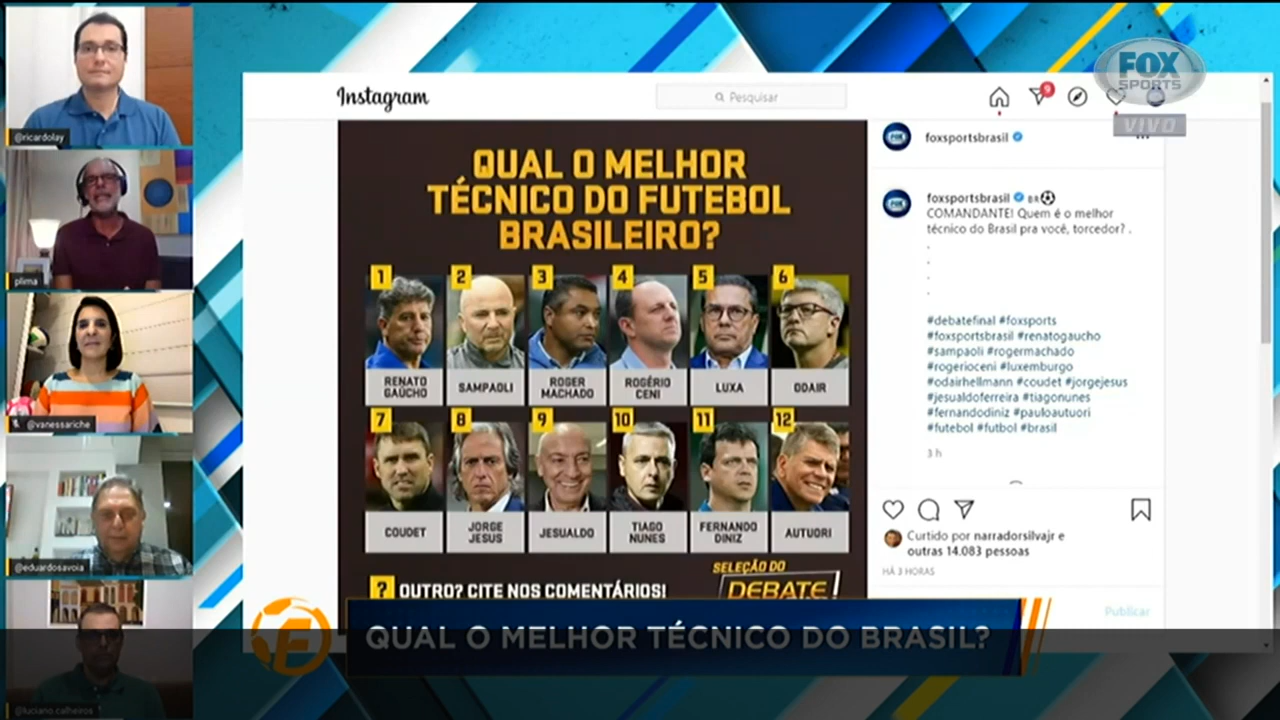 @ricardolay
plima
@vanessariche
@eduardosavoia
@luciano.calheiros
Instagram
Pesquisar
9
FOX
SPORTS
VIVO
QUAL O MELHOR
TÉCNICO DO FUTEBOL
BRASILEIRO?
1 2 3 4 5 6
RENATO
GAÚCHO
SAMPAOLI
ROGER
MACHADO
ROGÉRIO
CENI
LUXA
ODAIR
7 8 9 10 11 12
COUDET
JORGE
JESUS
JESUALDO
TIAGO
NUNES
FERNANDO
DINIZ
AUTUORI
? OUTRO? CITE NOS COMENTÁRIOS!
SELEÇÃO DO
DEBATE
foxsportsbrasil
foxsportsbrasil
COMANDANTE! Quem é o melhor
técnico do Brasil pra você, torcedor? .
.
.
.
.
#debatefinal #foxsports
#foxsportsbrasil #renatogaucho
#sampaoli #rogermachado
#rogerioceni #luxemburgo
#odairhellmann #coudet #jorgejesus
#jesualdoferreira #tiagonunes
#fernandodiniz #pauloautuori
#futebol #futbol #brasil
3 h
Curtido por narradorsilvajr e
outras 14.083 pessoas
HÁ 3 HORAS
Publicar
QUAL O MELHOR TÉCNICO DO BRASIL?